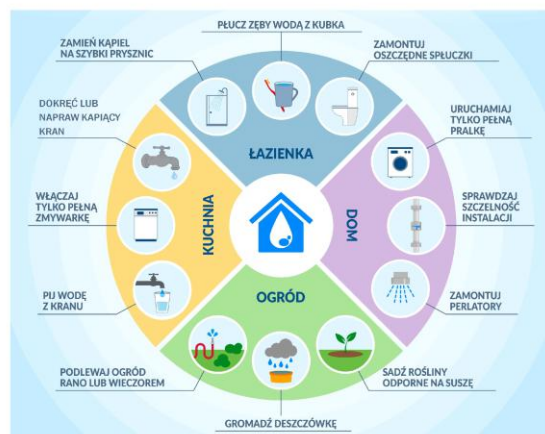 PŁUCZ ZĘBY WODĄ Z KUBKA
ZAMIEŃ KĄPIEL
NA SZYBKI PRYSZNIC
ZAMONTUJ
OSZCZĘDNE SPŁUCZKI
DOKRĘĆ LUB
NAPRAW KAPIĄCY
KRAN
URUCHAMIAJ
TYLKO PEŁNĄ
PRALKĘ
ŁAZIENKA
WŁĄCZAJ
TYLKO PEŁNĄ
ZMYWARKĘ
KUCHNIA
DOM
SPRAWDZAJ
SZCZELNOŚĆ
INSTALACJI
PIJ WODĘ
Z KRANU
OGRÓD
ZAMONTUJ
PERLATORY
PODLEWAJ OGRÓD
RANO LUB WIECZOREM
SADŹ ROŚLINY
ODPORNE NA SUSZĘ
GROMADŹ DESZCZÓWKĘ